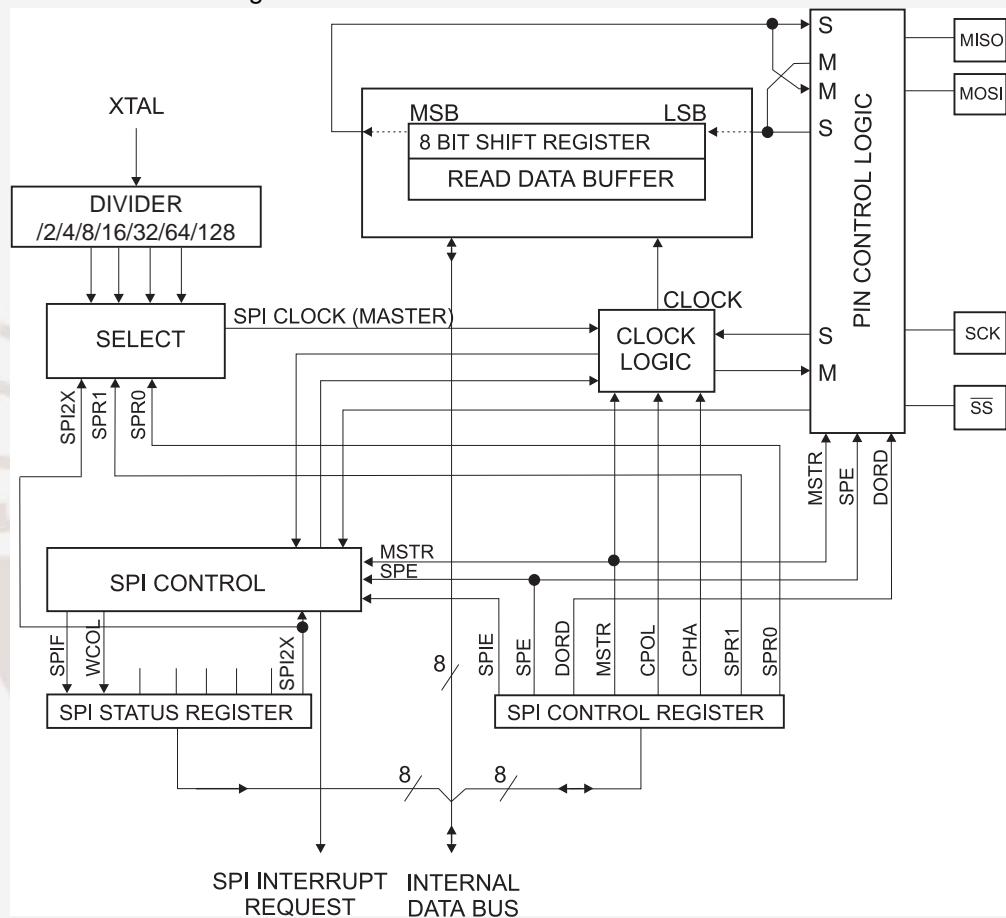 S
MISO
M
M
MOSI
XTAL
MSB
LSB
S
8 BIT SHIFT REGISTER
READ DATA BUFFER
PIN CONTROL LOGIC
DIVIDER
/2/4/8/16/32/64/128
SPI CLOCK (MASTER)
CLOCK
SELECT
CLOCK
LOGIC
S
M
SCK
SS
SPI2X
SPR1
SPR0
MSTR
SPE
DORD
SPI CONTROL
MSTR
SPE
SPIF
WCOL
SPI2X
8
SPIE
SPE
DORD
MSTR
CPOL
CPHA
SPR1
SPR0
SPI STATUS REGISTER
SPI CONTROL REGISTER
8
8
SPI INTERRUPT
REQUEST
INTERNAL
DATA BUS